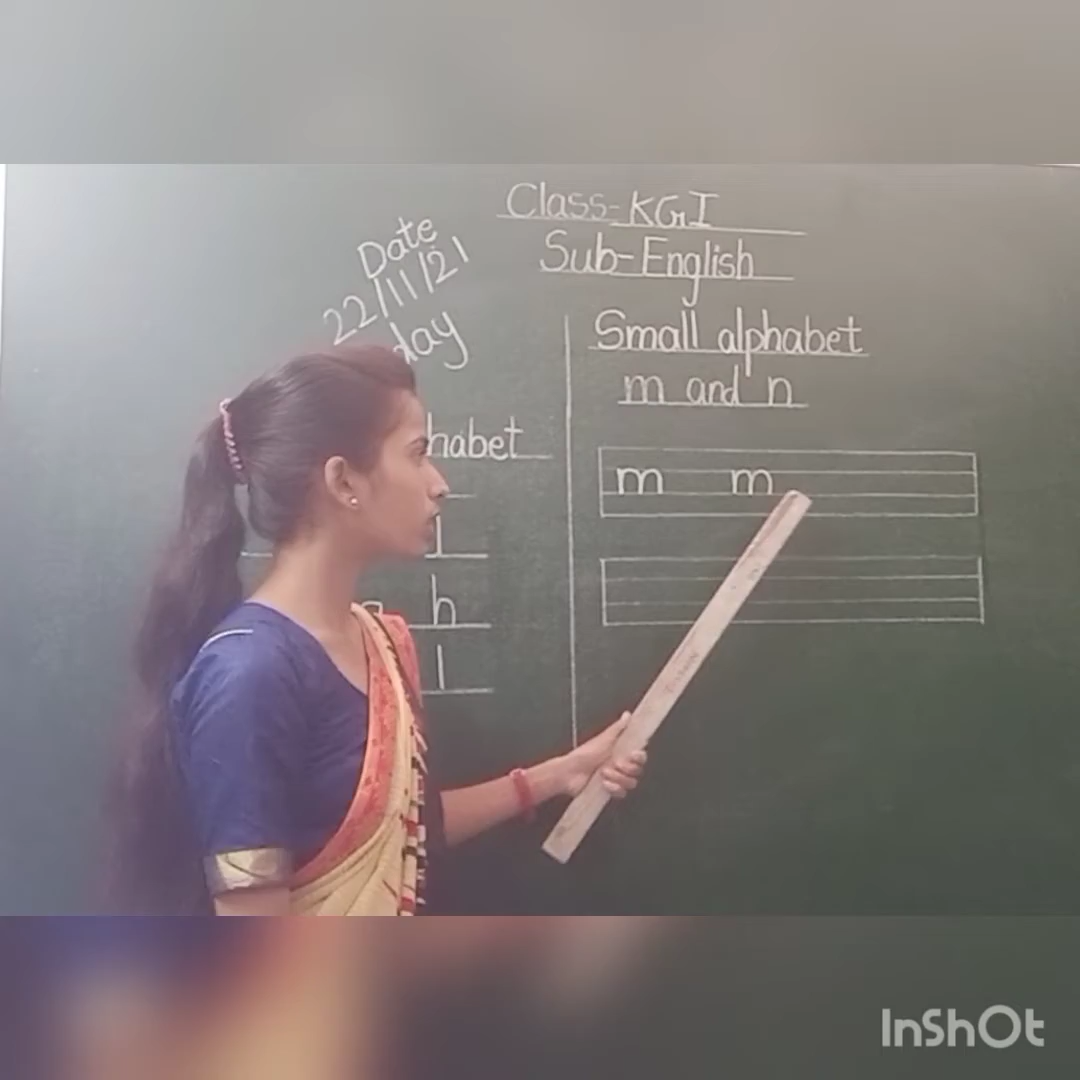 Class-KG I
Sub-English
Date
22/11/21
day
habet
h
Small alphabet
m and n
m m
InShOt